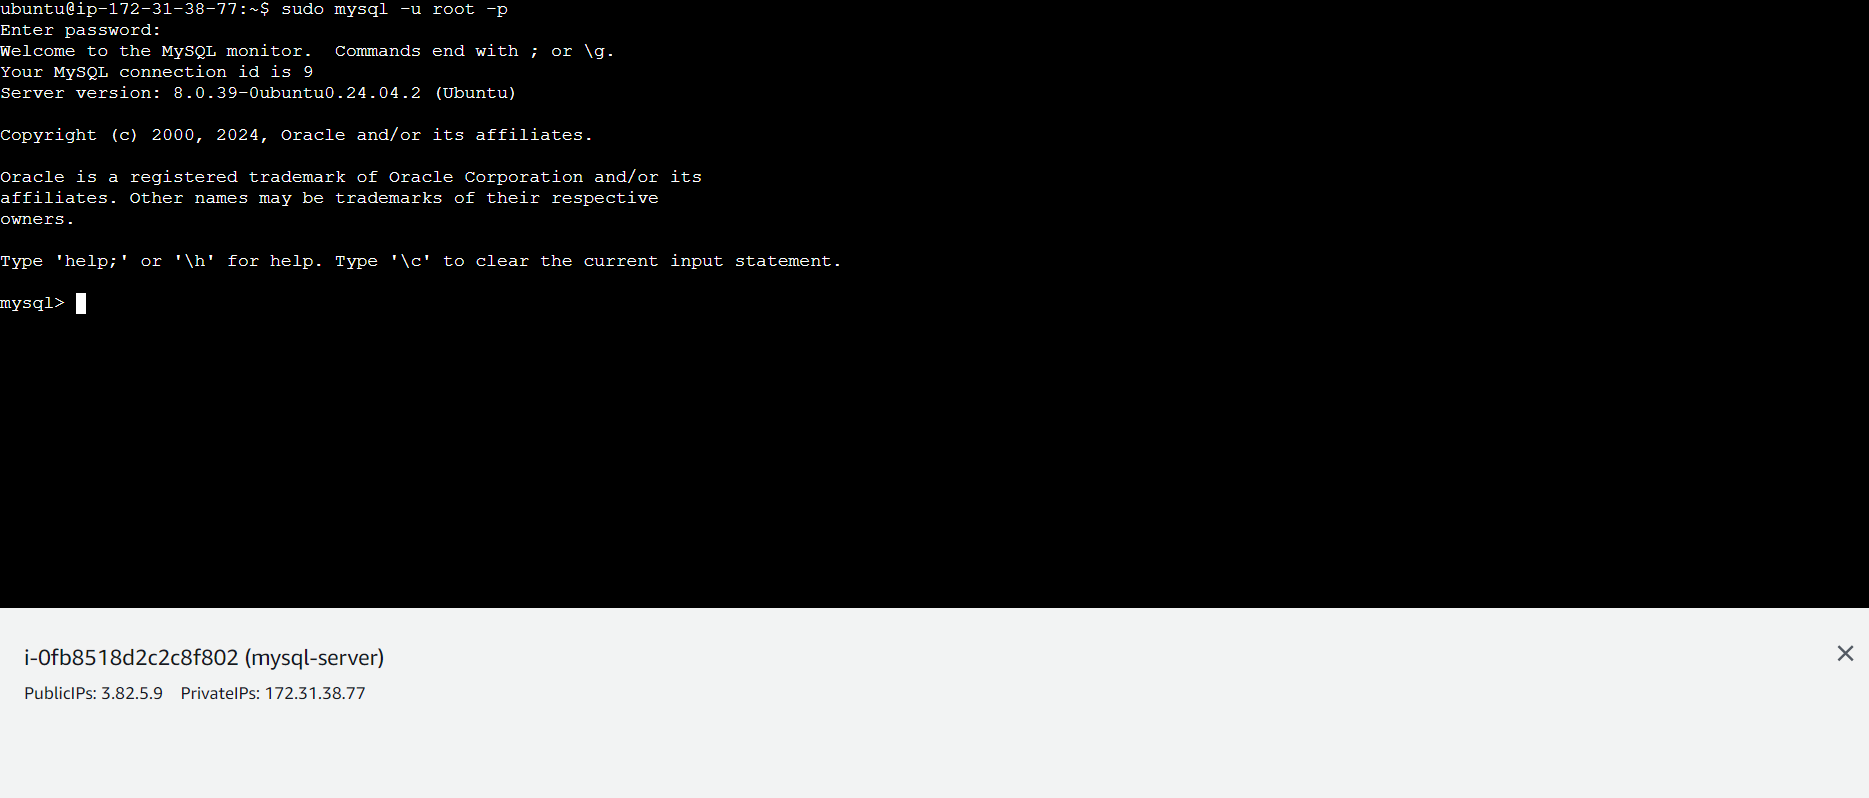 ubuntu@ip-172-31-38-77:~$ sudo mysql -u root -p
Enter password:
Welcome to the MySQL monitor.  Commands end with ; or \g.
Your MySQL connection id is 9
Server version: 8.0.39-0ubuntu0.24.04.2 (Ubuntu)
Copyright (c) 2000, 2024, Oracle and/or its affiliates.
Oracle is a registered trademark of Oracle Corporation and/or its
affiliates. Other names may be trademarks of their respective
owners.
Type 'help;' or '\h' for help. Type '\c' to clear the current input statement.
mysql>
i-0fb8518d2c2c8f802 (mysql-server)
PublicIPs: 3.82.5.9    PrivateIPs: 172.31.38.77